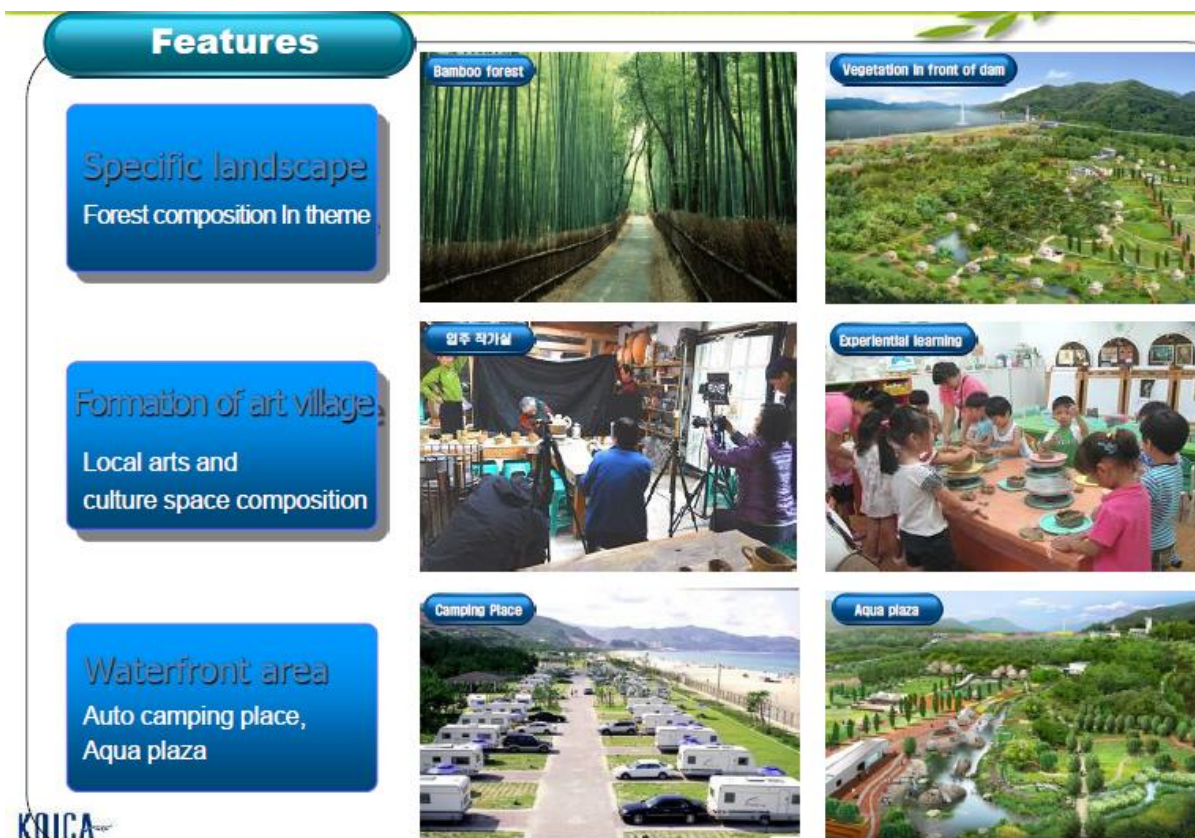 Features
Specific landscape
Forest composition In theme
Bamboo forest
Vegetation in front of dam
Formation of art village
Local arts and
culture space composition
입주 작가실
Experiential learning
Waterfront area
Auto camping place,
Aqua plaza
Camping Place
Aqua plaza
KOICA